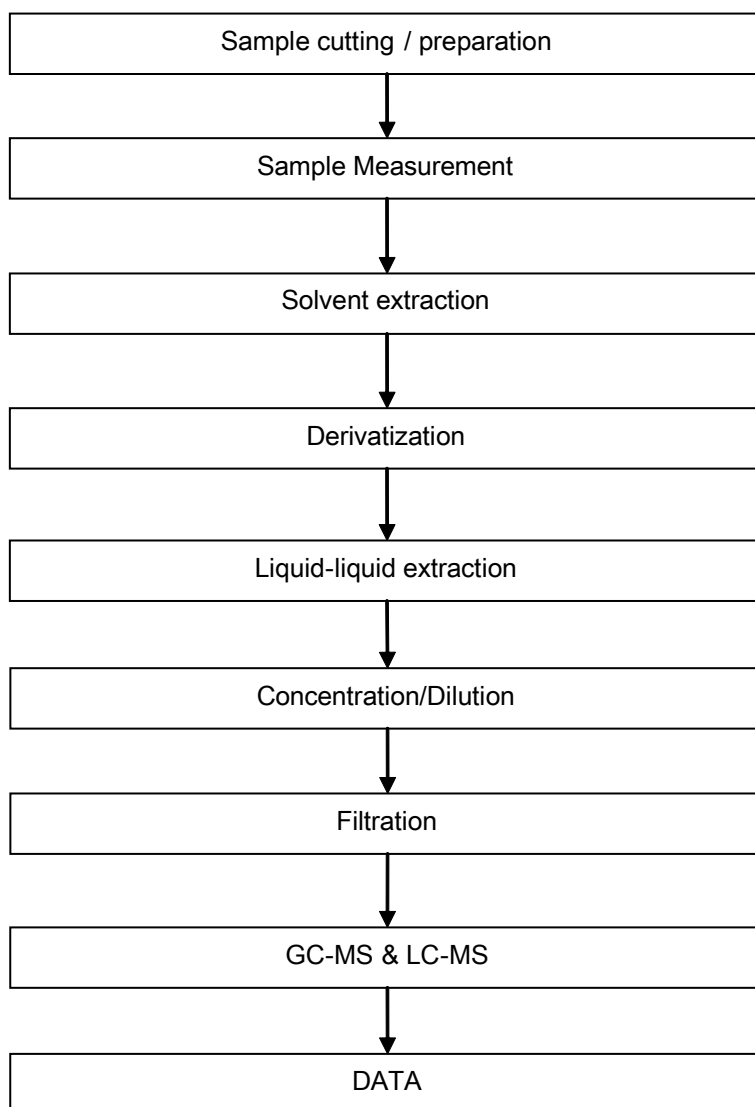 Sample cutting / preparation
Sample Measurement
Solvent extraction
Derivatization
Liquid-liquid extraction
Concentration/Dilution
Filtration
GC-MS & LC-MS
DATA